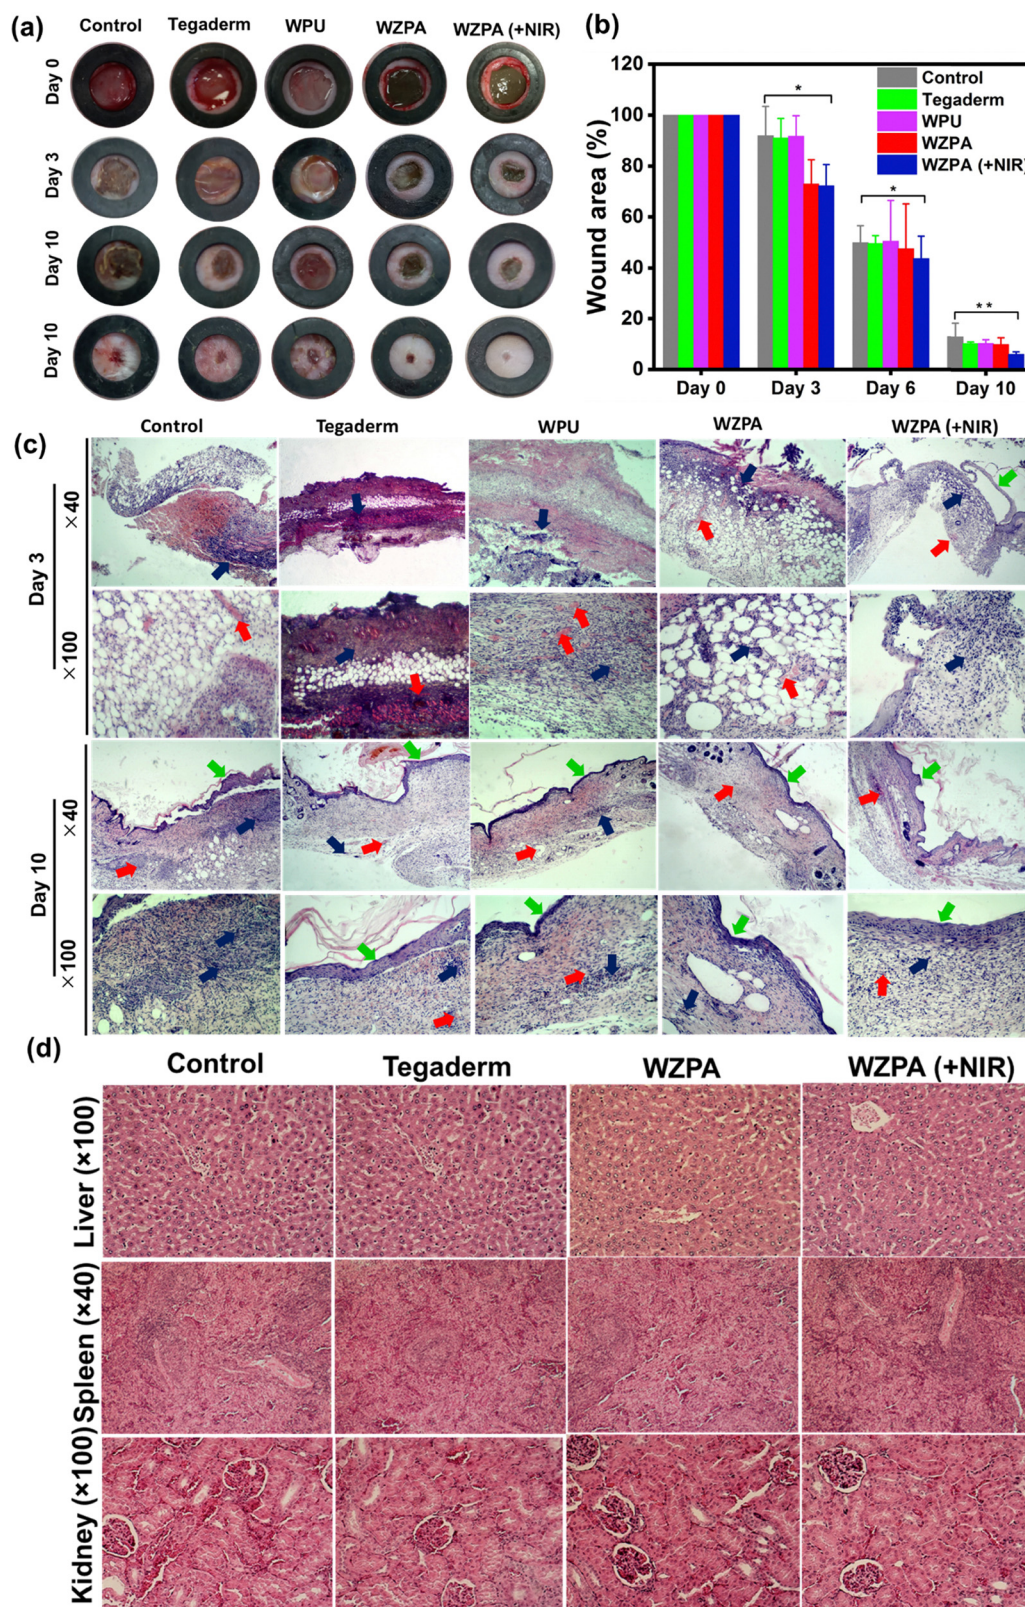 (a)
Control Tegaderm WPU WZPA WZPA (+NIR)
Day 0
Day 3
Day 10
Day 10
(b)
120
100
80
60
40
20
0
Wound area (%)
Control
Tegaderm
WPU
WZPA
WZPA (+NIR)
*
*
* *
Day 0 Day 3 Day 6 Day 10
(c)
Control Tegaderm WPU WZPA WZPA (+NIR)
Day 3
×40
×100
Day 10
×40
×100
(d)
Control Tegaderm WZPA WZPA (+NIR)
Liver (×100)
Spleen (×40)
Kidney (×100)